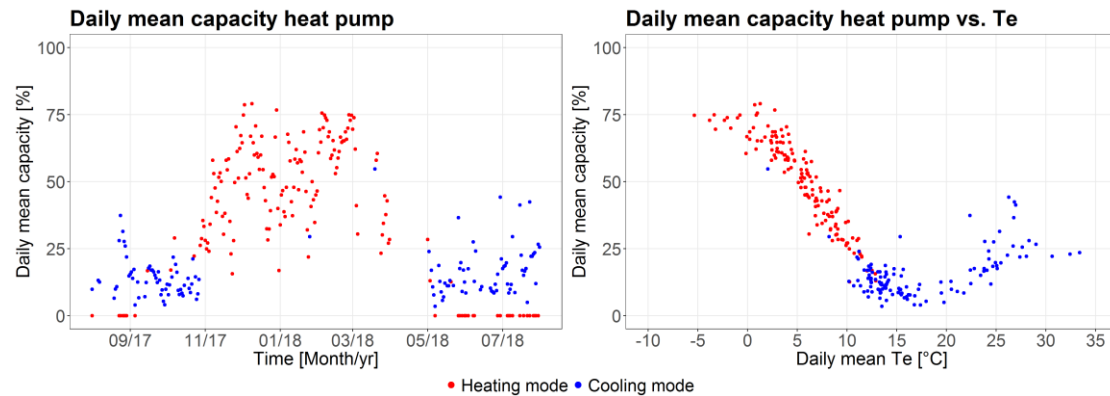 Daily mean capacity heat pump
Daily mean capacity [%]
100
75
50
25
0
09/17 11/17 01/18 03/18 05/18 07/18
Time [Month/yr]
Daily mean capacity heat pump vs. Te
Daily mean capacity [%]
100
75
50
25
0
-10 -5 0 5 10 15 20 25 30 35
Daily mean Te [°C]
Heating mode Cooling mode